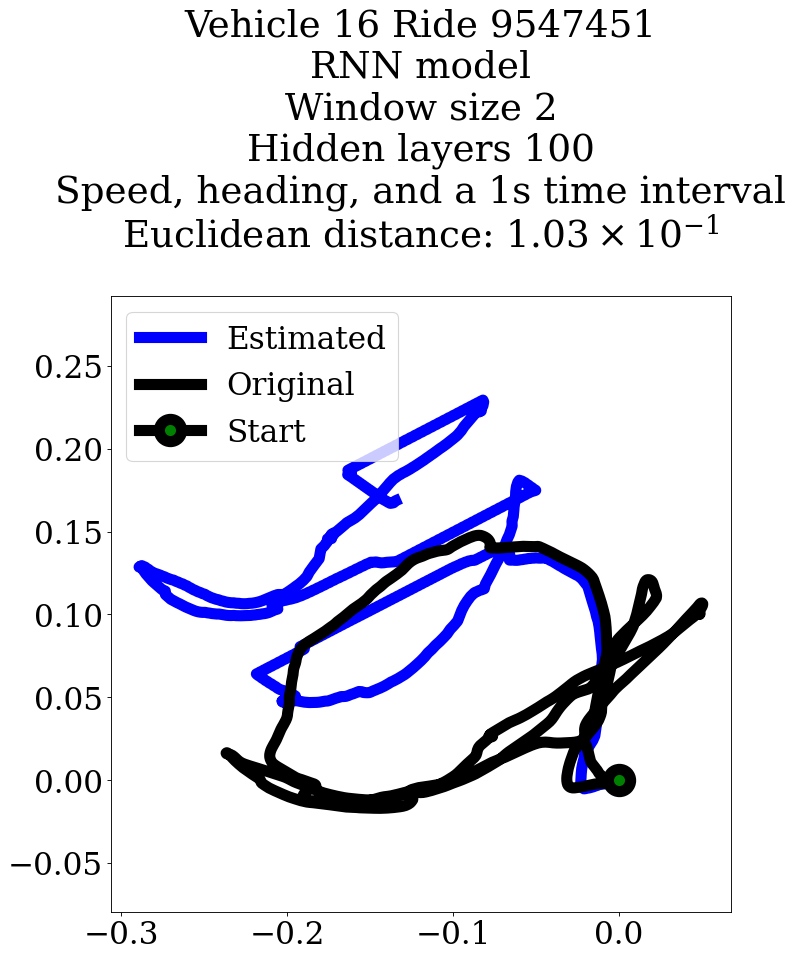 Vehicle 16 Ride 9547451
RNN model
Window size 2
Hidden layers 100
Speed, heading, and a 1s time interval
Euclidean distance: 1.03 × 10⁻¹
Estimated
Original
Start
0.25
0.20
0.15
0.10
0.05
0.00
−0.05
−0.3 −0.2 −0.1 0.0